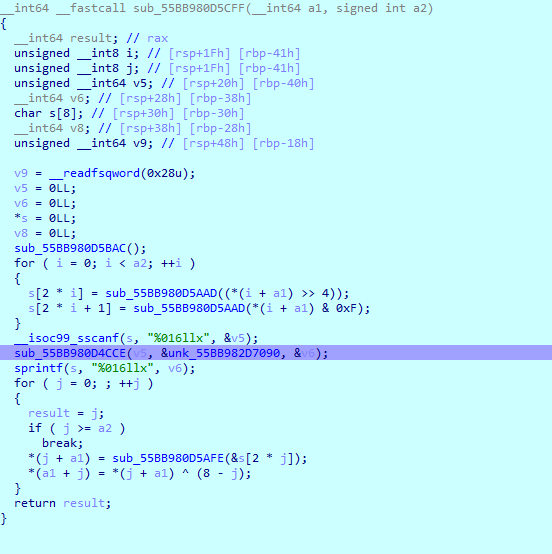 __int64 __fastcall sub_55BB980D5CFF(__int64 a1, signed int a2)
{
  __int64 result; // rax
  unsigned __int8 i; // [rsp+1Fh] [rbp-41h]
  unsigned __int8 j; // [rsp+1Fh] [rbp-41h]
  unsigned __int64 v5; // [rsp+20h] [rbp-40h]
  __int64 v6; // [rsp+28h] [rbp-38h]
  char s[8]; // [rsp+30h] [rbp-30h]
  __int64 v8; // [rsp+38h] [rbp-28h]
  unsigned __int64 v9; // [rsp+48h] [rbp-18h]

  v9 = __readfsqword(0x28u);
  v5 = 0LL;
  v6 = 0LL;
  *s = 0LL;
  v8 = 0LL;
  sub_55BB980D5BAC();
  for ( i = 0; i < a2; ++i )
  {
    s[2 * i] = sub_55BB980D5AAD((*(i + a1) >> 4));
    s[2 * i + 1] = sub_55BB980D5AAD(*(i + a1) & 0xF);
  }
  __isoc99_sscanf(s, "%016llx", &v5);
  sub_55BB980D4CCE(v5, &unk_55BB982D7090, &v6);
  sprintf(s, "%016llx", v6);
  for ( j = 0; ; ++j )
  {
    result = j;
    if ( j >= a2 )
      break;
    *(j + a1) = sub_55BB980D5AFE(&s[2 * j]);
    *(a1 + j) = *(j + a1) ^ (8 - j);
  }
  return result;
}